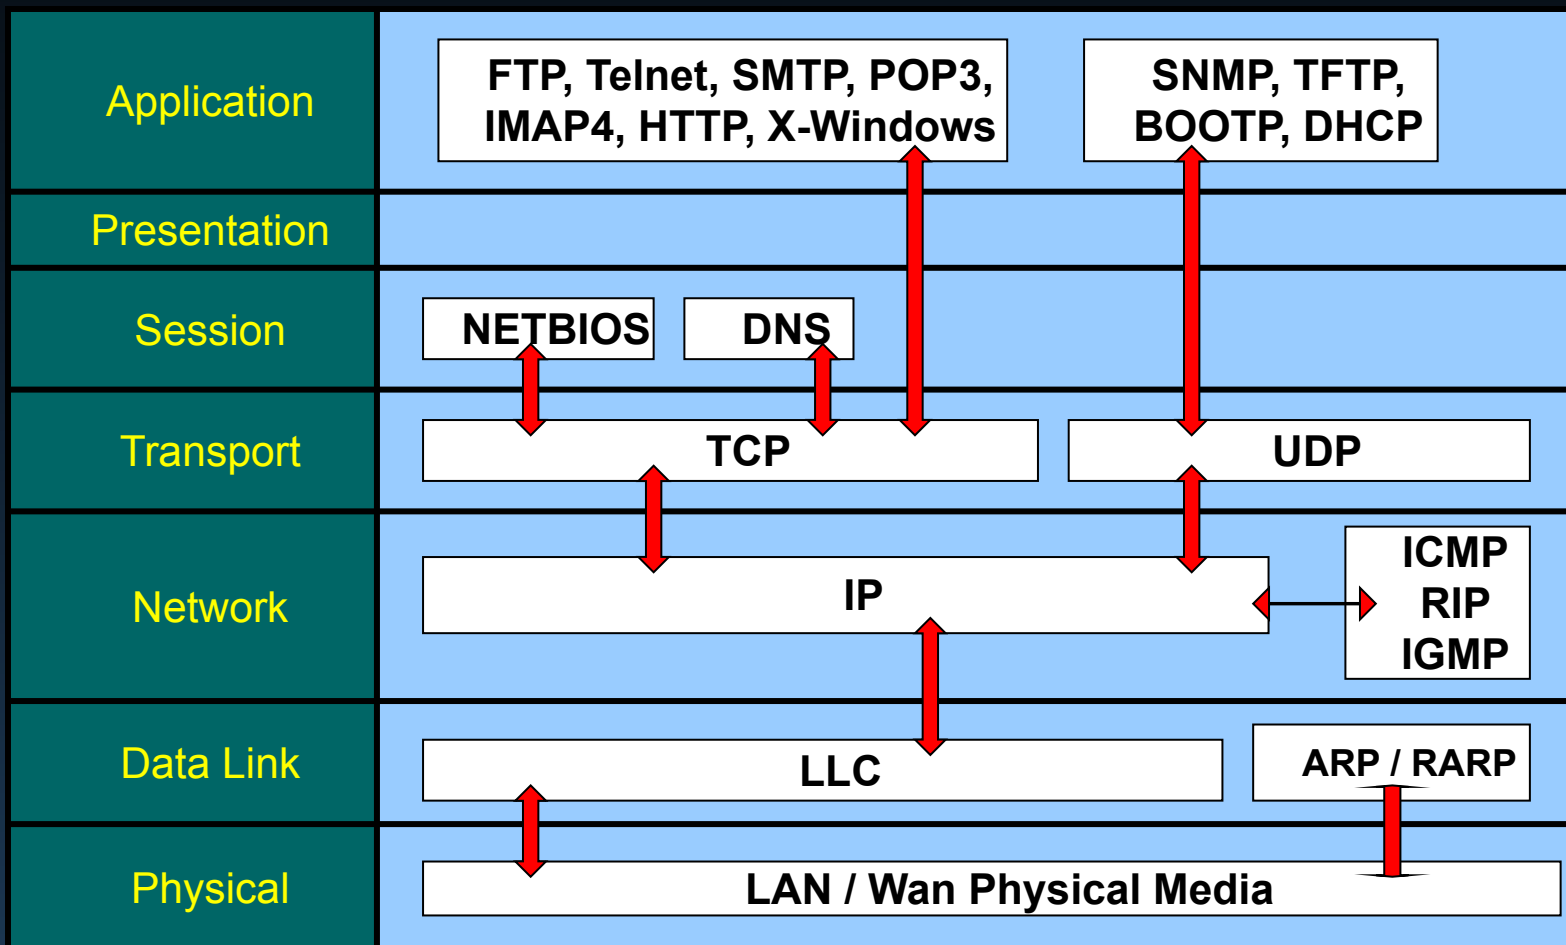 Application
FTP, Telnet, SMTP, POP3,
IMAP4, HTTP, X-Windows
SNMP, TFTP,
BOOTP, DHCP
Presentation
Session
NETBIOS
DNS
Transport
TCP
UDP
Network
IP
ICMP
RIP
IGMP
Data Link
LLC
ARP / RARP
Physical
LAN / Wan Physical Media